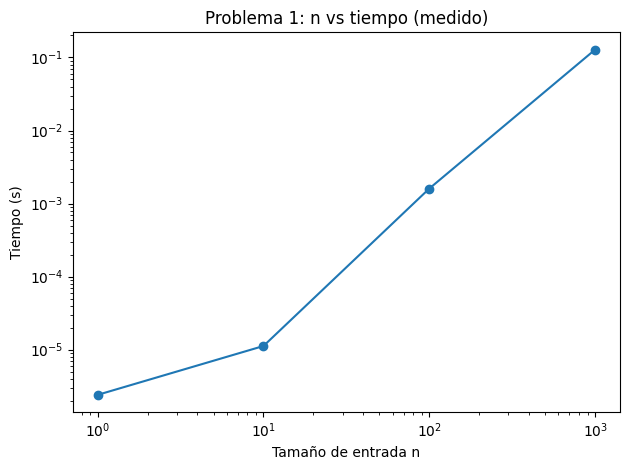 Problema 1: n vs tiempo (medido)
10⁻¹
10⁻²
10⁻³
10⁻⁴
10⁻⁵
Tiempo (s)
10⁰ 10¹ 10² 10³
Tamaño de entrada n